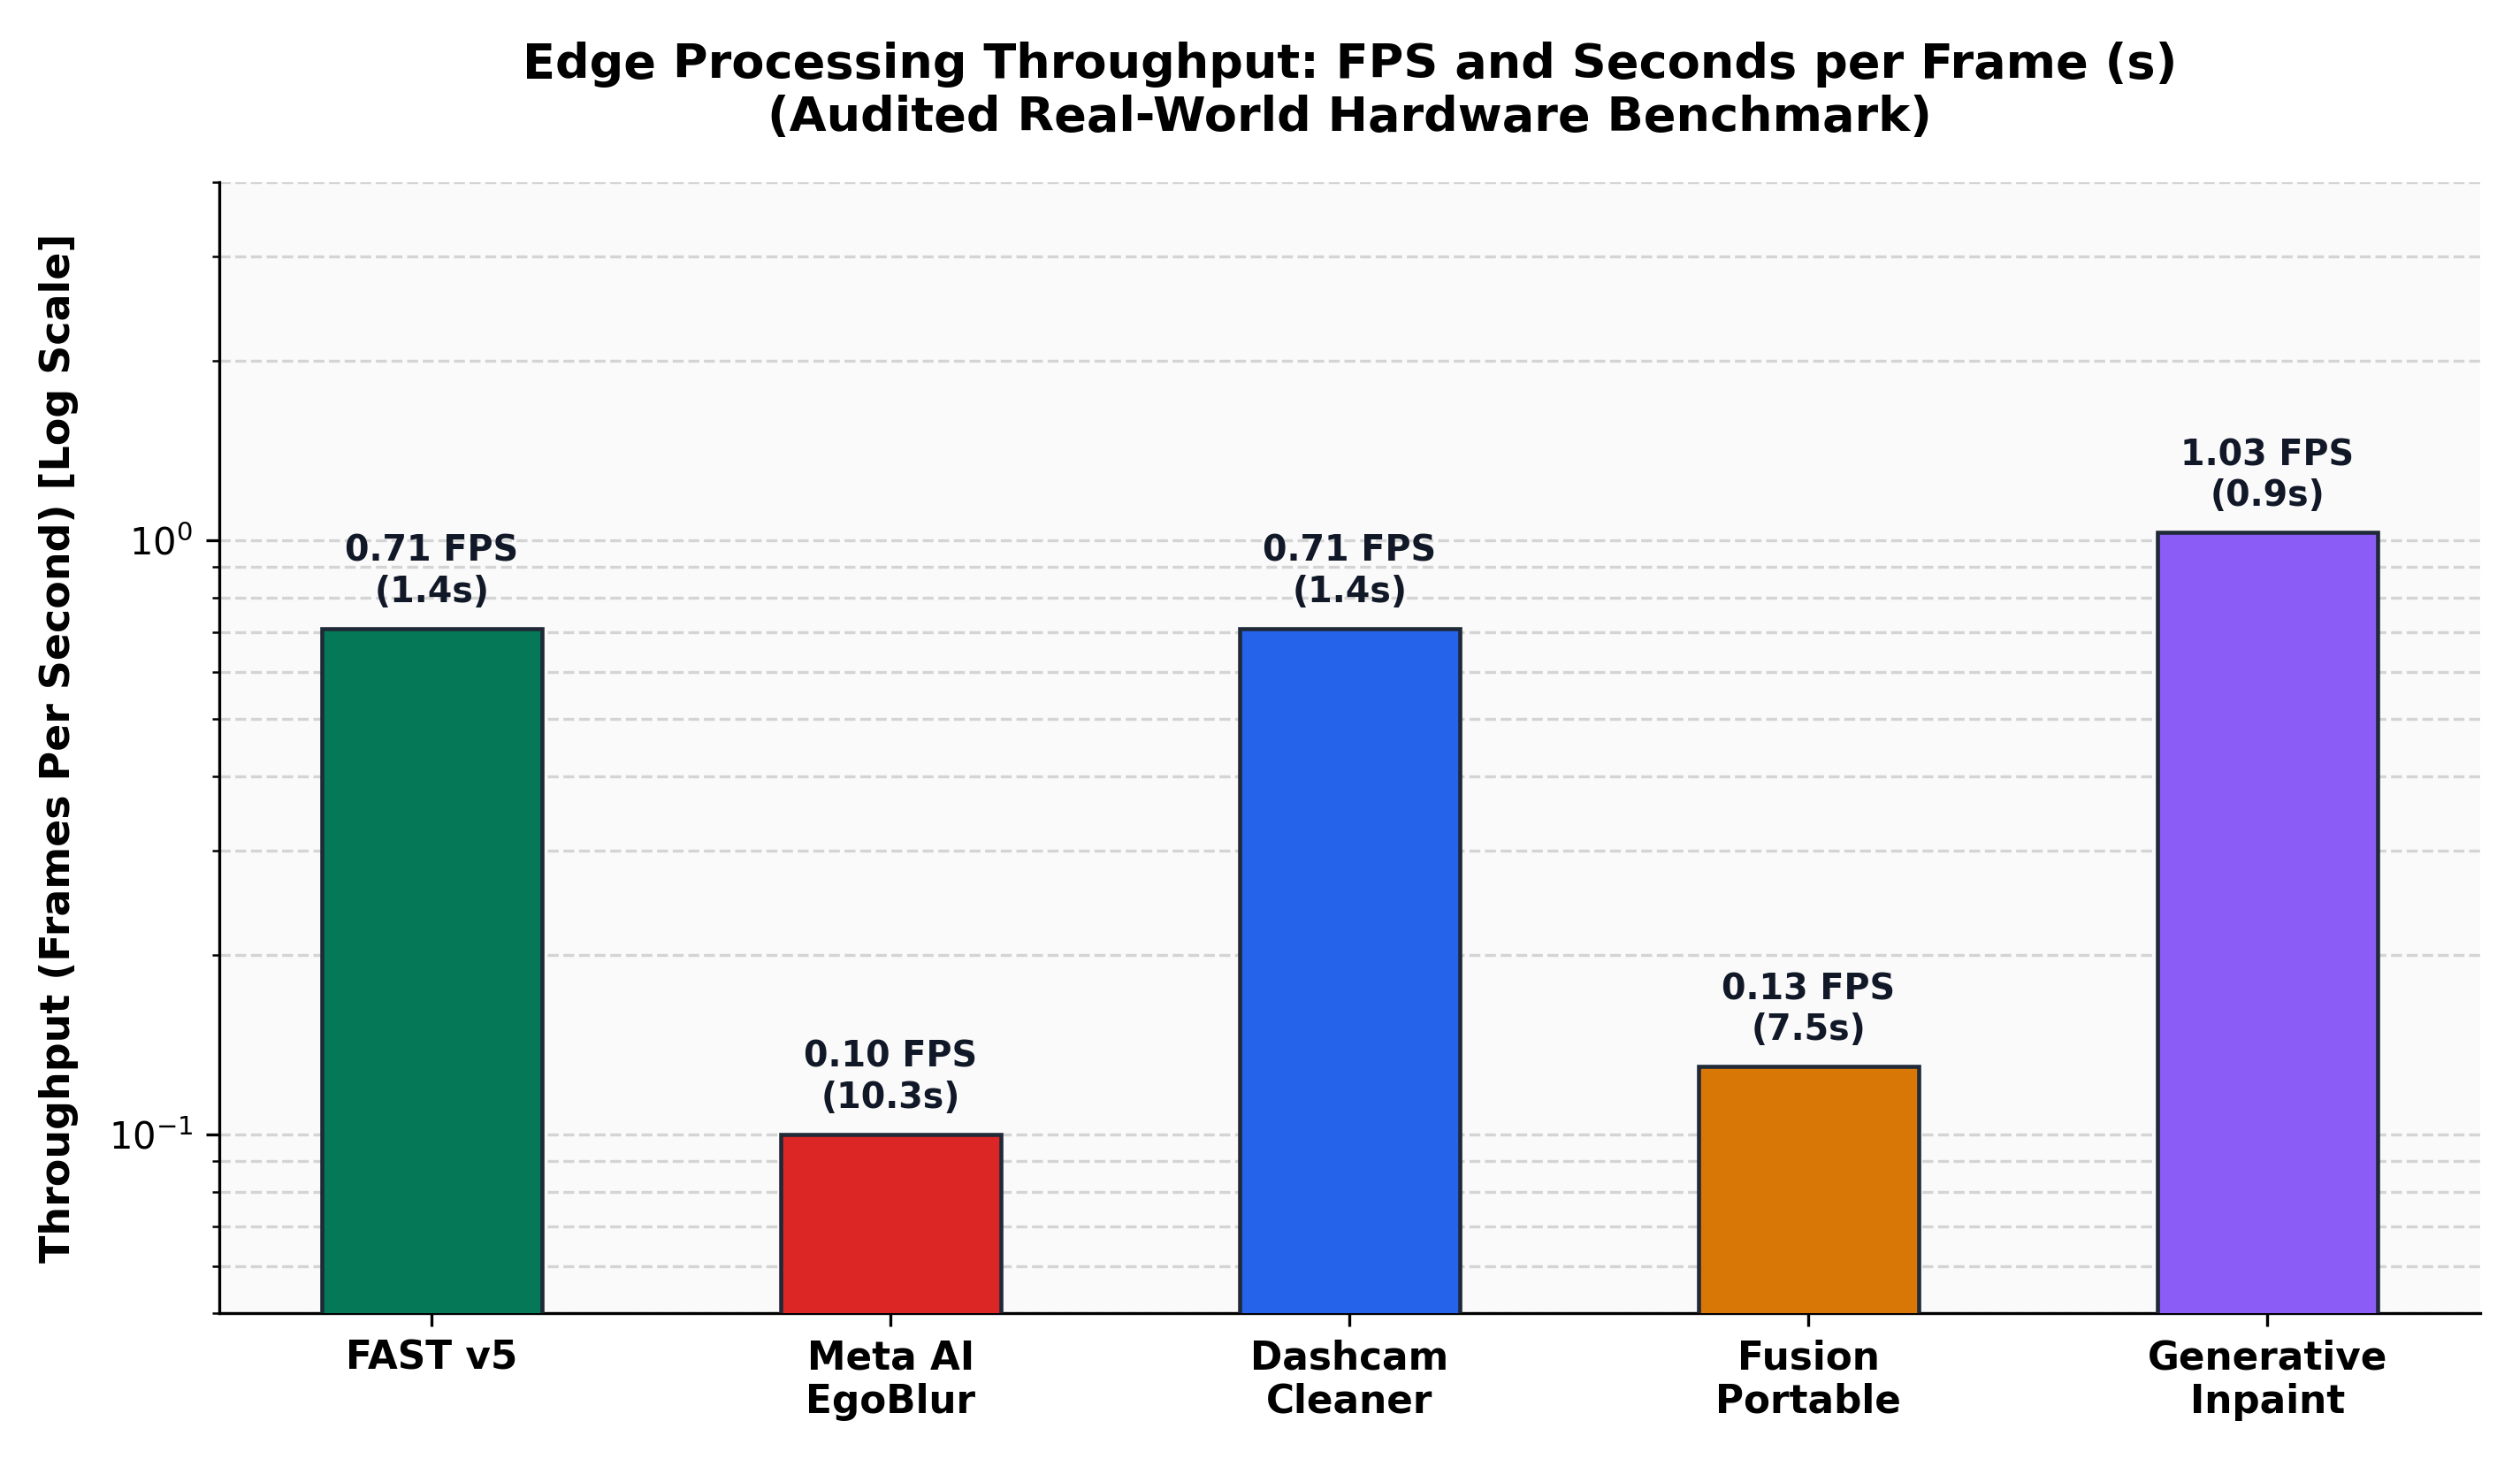 Edge Processing Throughput: FPS and Seconds per Frame (s)
(Audited Real-World Hardware Benchmark)
Throughput (Frames Per Second) [Log Scale]
10⁰
10⁻¹
0.71 FPS
(1.4s)
0.10 FPS
(10.3s)
0.71 FPS
(1.4s)
0.13 FPS
(7.5s)
1.03 FPS
(0.9s)
FAST v5
Meta AI
EgoBlur
Dashcam
Cleaner
Fusion
Portable
Generative
Inpaint